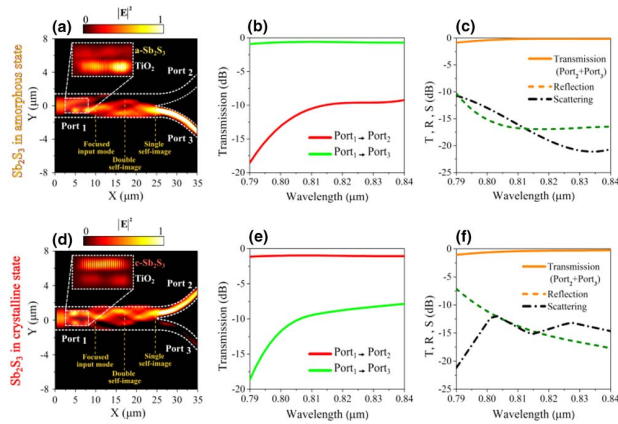 Sb₂S₃ in amorphous state
(a)
|E|²
0 1
a-Sb₂S₃
TiO₂
Port 2
Port 1
Port 3
Focused input mode
Double self-image
Single self-image
Y (μm)
8
4
0
-4
-8
0 5 10 15 20 25 30 35
X (μm)
(b)
Transmission (dB)
0
-5
-10
-15
-20
Port₁→Port₂
Port₁→Port₃
0.79 0.80 0.81 0.82 0.83 0.84
Wavelength (μm)
(c)
T, R, S (dB)
0
-5
-10
-15
-20
-25
Transmission
(Port₂+Port₃)
Reflection
Scattering
0.79 0.80 0.81 0.82 0.83 0.84
Wavelength (μm)
Sb₂S₃ in crystalline state
(d)
|E|²
0 1
c-Sb₂S₃
TiO₂
Port 2
Port 1
Port 3
Focused input mode
Double self-image
Single self-image
Y (μm)
8
4
0
-4
-8
0 5 10 15 20 25 30 35
X (μm)
(e)
Transmission (dB)
0
-5
-10
-15
-20
Port₁→Port₂
Port₁→Port₃
0.79 0.80 0.81 0.82 0.83 0.84
Wavelength (μm)
(f)
T, R, S (dB)
0
-5
-10
-15
-20
-25
Transmission
(Port₂+Port₃)
Reflection
Scattering
0.79 0.80 0.81 0.82 0.83 0.84
Wavelength (μm)